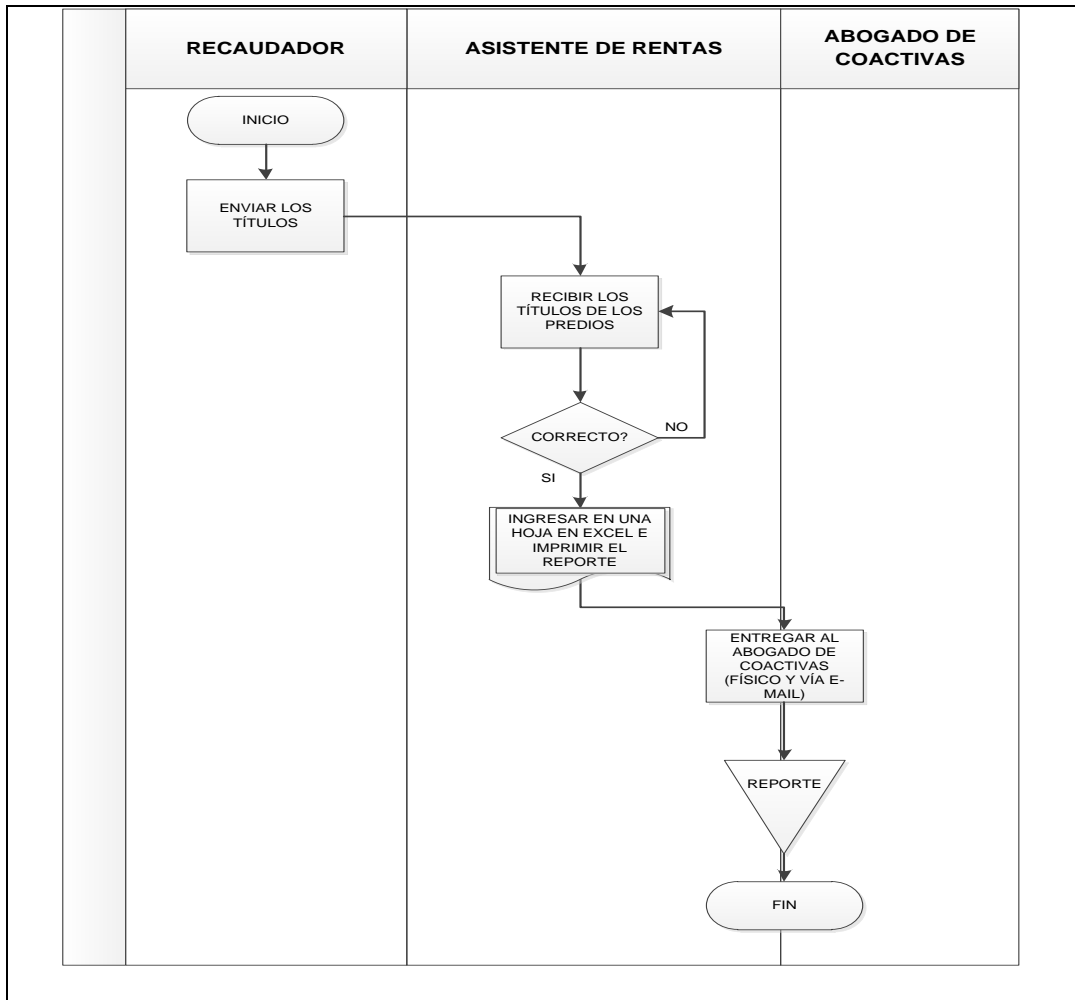 RECAUDADOR
ASISTENTE DE RENTAS
ABOGADO DE
COACTIVAS
INICIO
ENVIAR LOS
TÍTULOS
RECIBIR LOS
TÍTULOS DE LOS
PREDIOS
CORRECTO?
NO
SI
INGRESAR EN UNA
HOJA EN EXCEL E
IMPRIMIR EL
REPORTE
ENTREGAR AL
ABOGADO DE
COACTIVAS
(FÍSICO Y VÍA E-
MAIL)
REPORTE
FIN